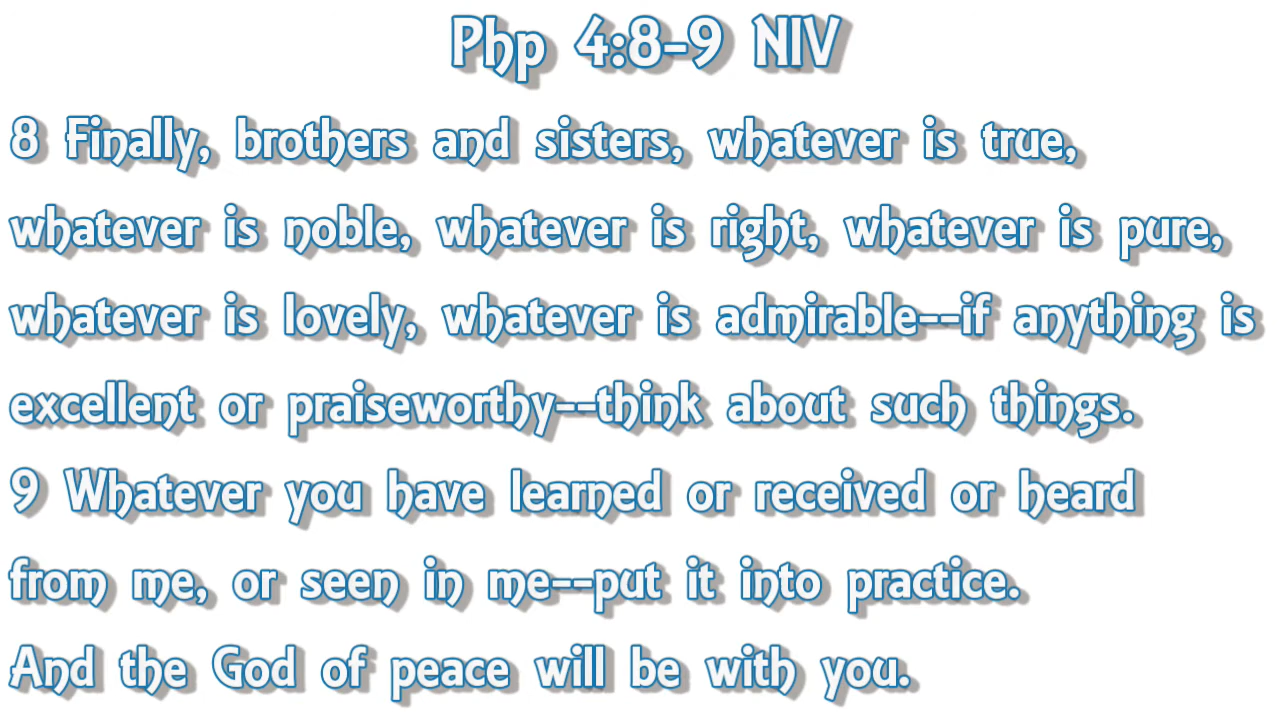 Php 4:8-9 NIV
8 Finally, brothers and sisters, whatever is true,
whatever is noble, whatever is right, whatever is pure,
whatever is lovely, whatever is admirable--if anything is
excellent or praiseworthy--think about such things.
9 Whatever you have learned or received or heard
from me, or seen in me--put it into practice.
And the God of peace will be with you.